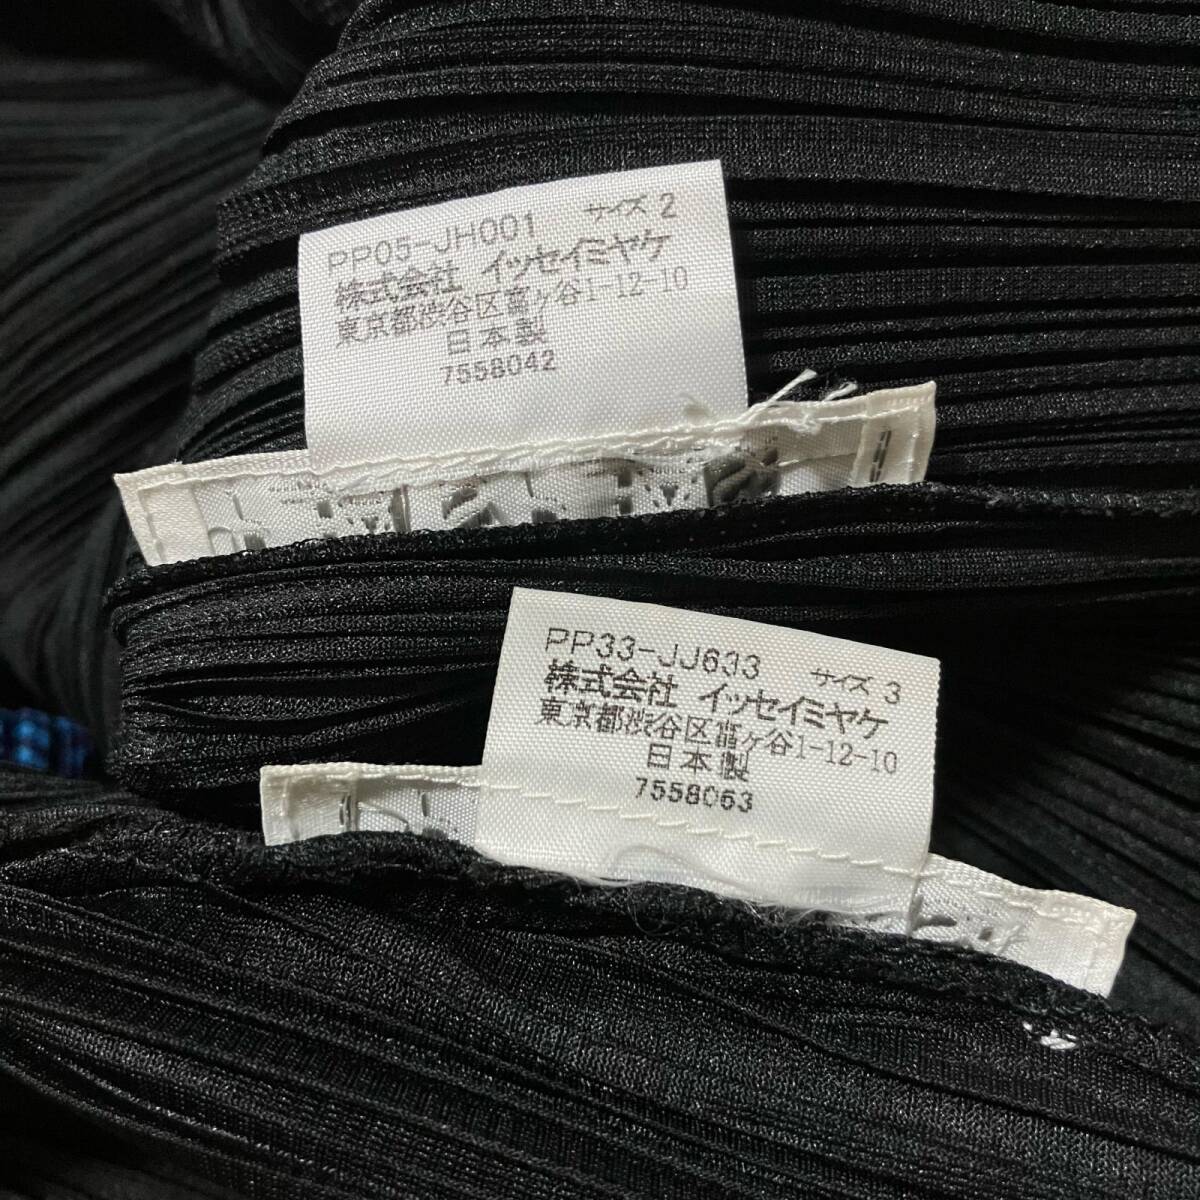 PP05-JH001 サイズ 2
株式会社 イッセイミヤケ
東京都渋谷区富ヶ谷1-12-10
日本製
7558042
PP33-JJ633 サイズ 3
株式会社 イッセイミヤケ
東京都渋谷区富ヶ谷1-12-10
日本製
7558063